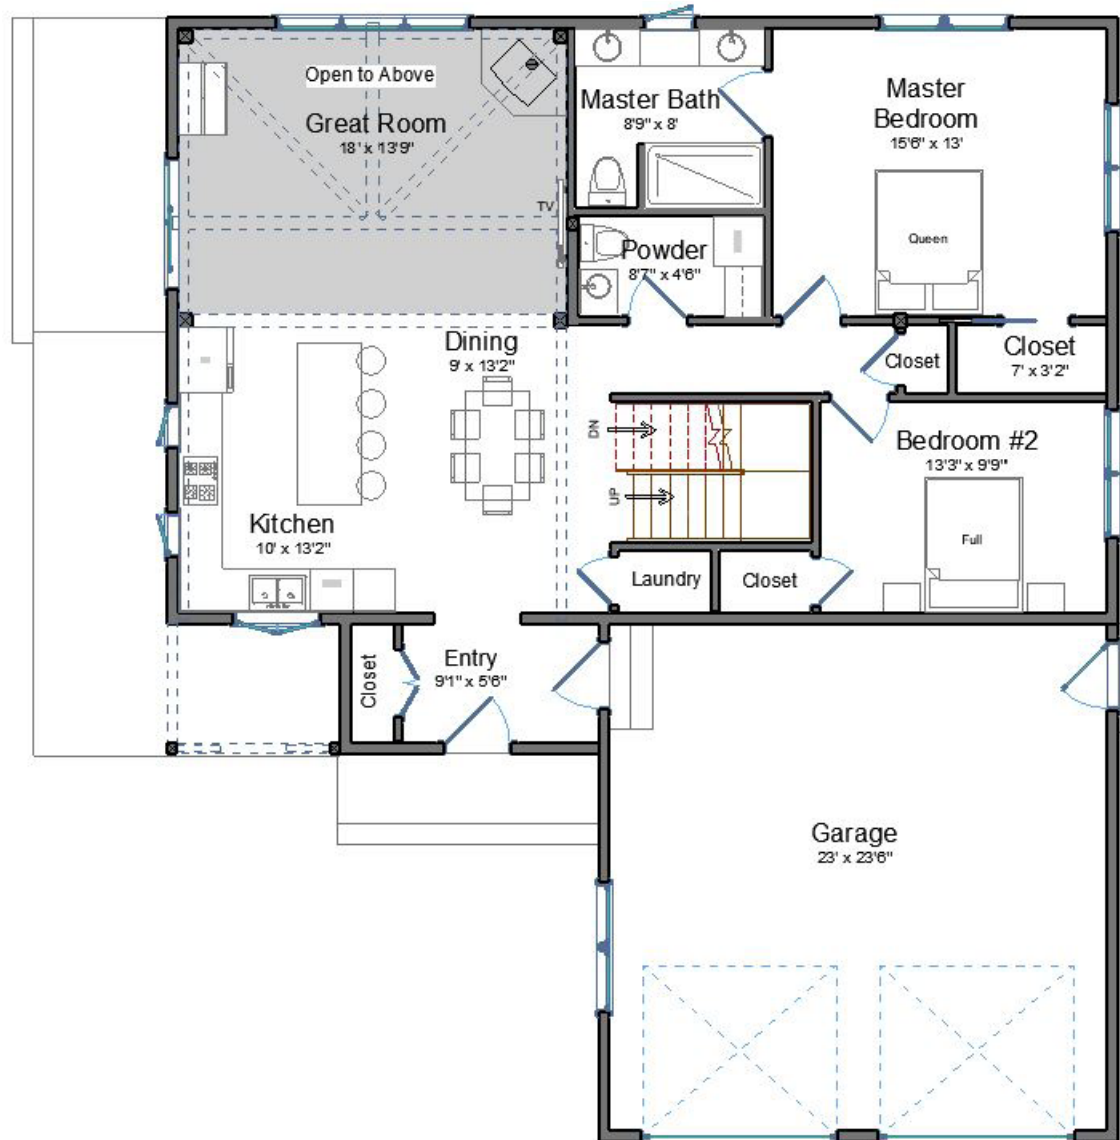 Open to Above
Great Room
18' x 13'9"
TV
Master Bath
8'9" x 8'
Master
Bedroom
15'6" x 13'
Queen
Powder
8'7" x 4'6"
Dining
9' x 13'2"
Closet
Closet
7' x 3'2"
DN
UP
Bedroom #2
13'3" x 9'9"
Full
Kitchen
10' x 13'2"
Laundry
Closet
Closet
Entry
9'1" x 5'6"
Garage
23' x 23'6"